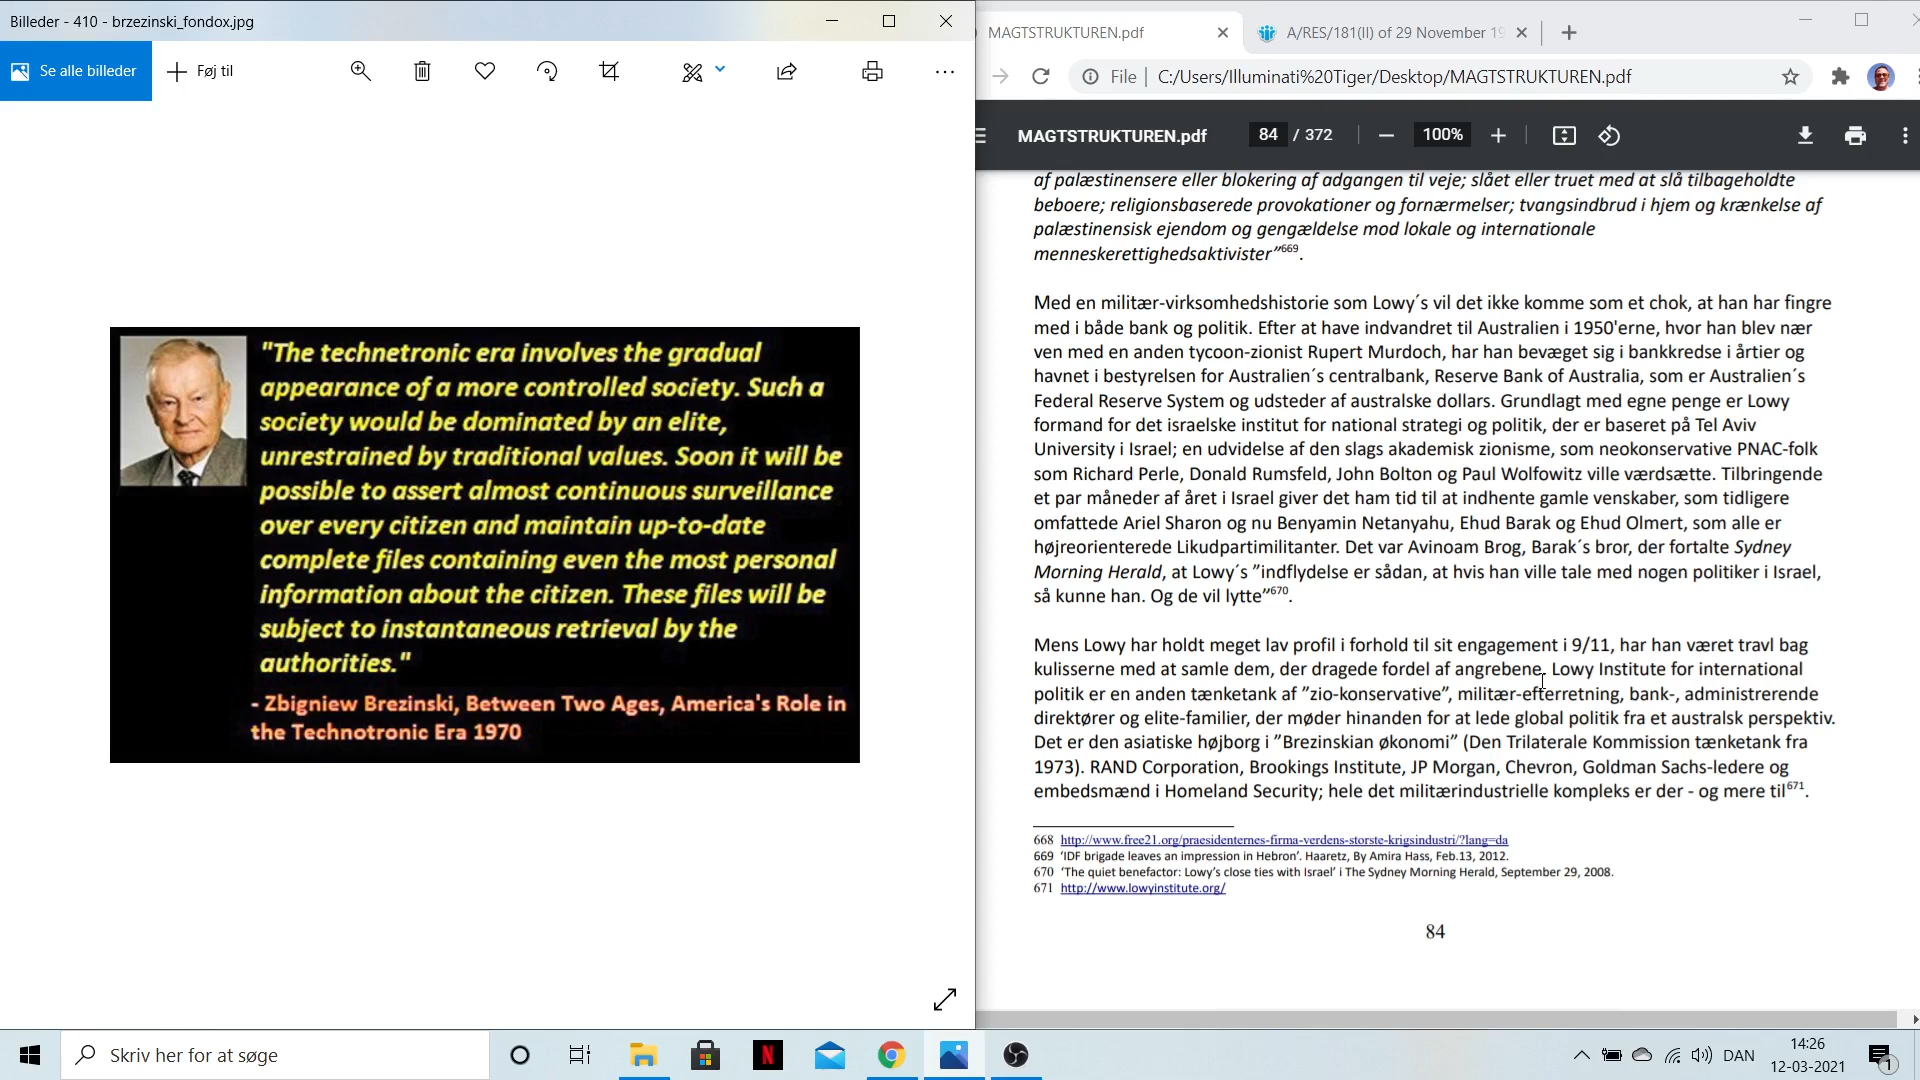 Billeder - 410 - brzezinski_fondox.jpg
Se alle billeder
Føj til
"The technetronic era involves the gradual
appearance of a more controlled society. Such a
society would be dominated by an elite,
unrestrained by traditional values. Soon it will be
possible to assert almost continuous surveillance
over every citizen and maintain up-to-date
complete files containing even the most personal
information about the citizen. These files will be
subject to instantaneous retrieval by the
authorities."
- Zbigniew Brezinski, Between Two Ages, America's Role in
the Technotronic Era 1970
MAGTSTRUKTUREN.pdf
A/RES/181(II) of 29 November 19
File
C:/Users/Illuminati%20Tiger/Desktop/MAGTSTRUKTUREN.pdf
MAGTSTRUKTUREN.pdf
84 / 372
100%
af palæstinensere eller blokering af adgangen til veje; slået eller truet med at slå tilbageholdte
beboere; religionsbaserede provokationer og fornærmelser; tvangsindbrud i hjem og krænkelse af
palæstinensisk ejendom og gengældelse mod lokale og internationale
menneskerettighedsaktivister”669.
Med en militær-virksomhedshistorie som Lowy´s vil det ikke komme som et chok, at han har fingre
med i både bank og politik. Efter at have indvandret til Australien i 1950'erne, hvor han blev nær
ven med en anden tycoon-zionist Rupert Murdoch, har han bevæget sig i bankkredse i årtier og
havnet i bestyrelsen for Australien´s centralbank, Reserve Bank of Australia, som er Australien´s
Federal Reserve System og udsteder af australske dollars. Grundlagt med egne penge er Lowy
formand for det israelske institut for national strategi og politik, der er baseret på Tel Aviv
University i Israel; en udvidelse af den slags akademisk zionisme, som neokonservative PNAC-folk
som Richard Perle, Donald Rumsfeld, John Bolton og Paul Wolfowitz ville værdsætte. Tilbringende
et par måneder af året i Israel giver det ham tid til at indhente gamle venskaber, som tidligere
omfattede Ariel Sharon og nu Benyamin Netanyahu, Ehud Barak og Ehud Olmert, som alle er
højreorienterede Likudpartimilitanter. Det var Avinoam Brog, Barak´s bror, der fortalte Sydney
Morning Herald, at Lowy´s ”indflydelse er sådan, at hvis han ville tale med nogen politiker i Israel,
så kunne han. Og de vil lytte”670.
Mens Lowy har holdt meget lav profil i forhold til sit engagement i 9/11, har han været travl bag
kulisserne med at samle dem, der dragede fordel af angrebene. Lowy Institute for international
politik er en anden tænketank af ”zio-konservative”, militær-efterretning, bank-, administrerende
direktører og elite-familier, der møder hinanden for at lede global politik fra et australsk perspektiv.
Det er den asiatiske højborg i ”Brezinskian økonomi” (Den Trilaterale Kommission tænketank fra
1973). RAND Corporation, Brookings Institute, JP Morgan, Chevron, Goldman Sachs-ledere og
embedsmænd i Homeland Security; hele det militærindustrielle kompleks er der - og mere til671.
668 http://www.free21.org/praesidenternes-firma-verdens-storste-krigsindustri/?lang=da
669 ‘IDF brigade leaves an impression in Hebron’. Haaretz, By Amira Hass, Feb.13, 2012.
670 ‘The quiet benefactor: Lowy’s close ties with Israel’ i The Sydney Morning Herald, September 29, 2008.
671 http://www.lowyinstitute.org/
84
Skriv her for at søge
N
DAN
14:26
12-03-2021
1